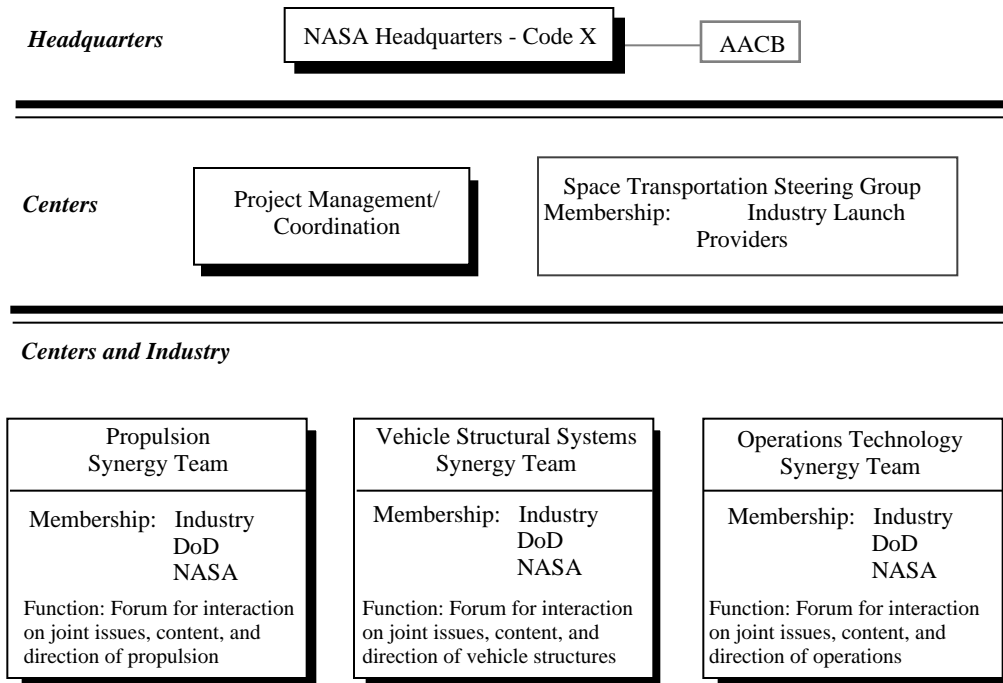 Headquarters
NASA Headquarters - Code X
AACB
Centers
Project Management/
Coordination
Space Transportation Steering Group
Membership: Industry Launch
Providers
Centers and Industry
Propulsion
Synergy Team
Membership: Industry
DoD
NASA
Function: Forum for interaction
on joint issues, content, and
direction of propulsion
Vehicle Structural Systems
Synergy Team
Membership: Industry
DoD
NASA
Function: Forum for interaction
on joint issues, content, and
direction of vehicle structures
Operations Technology
Synergy Team
Membership: Industry
DoD
NASA
Function: Forum for interaction
on joint issues, content, and
direction of operations